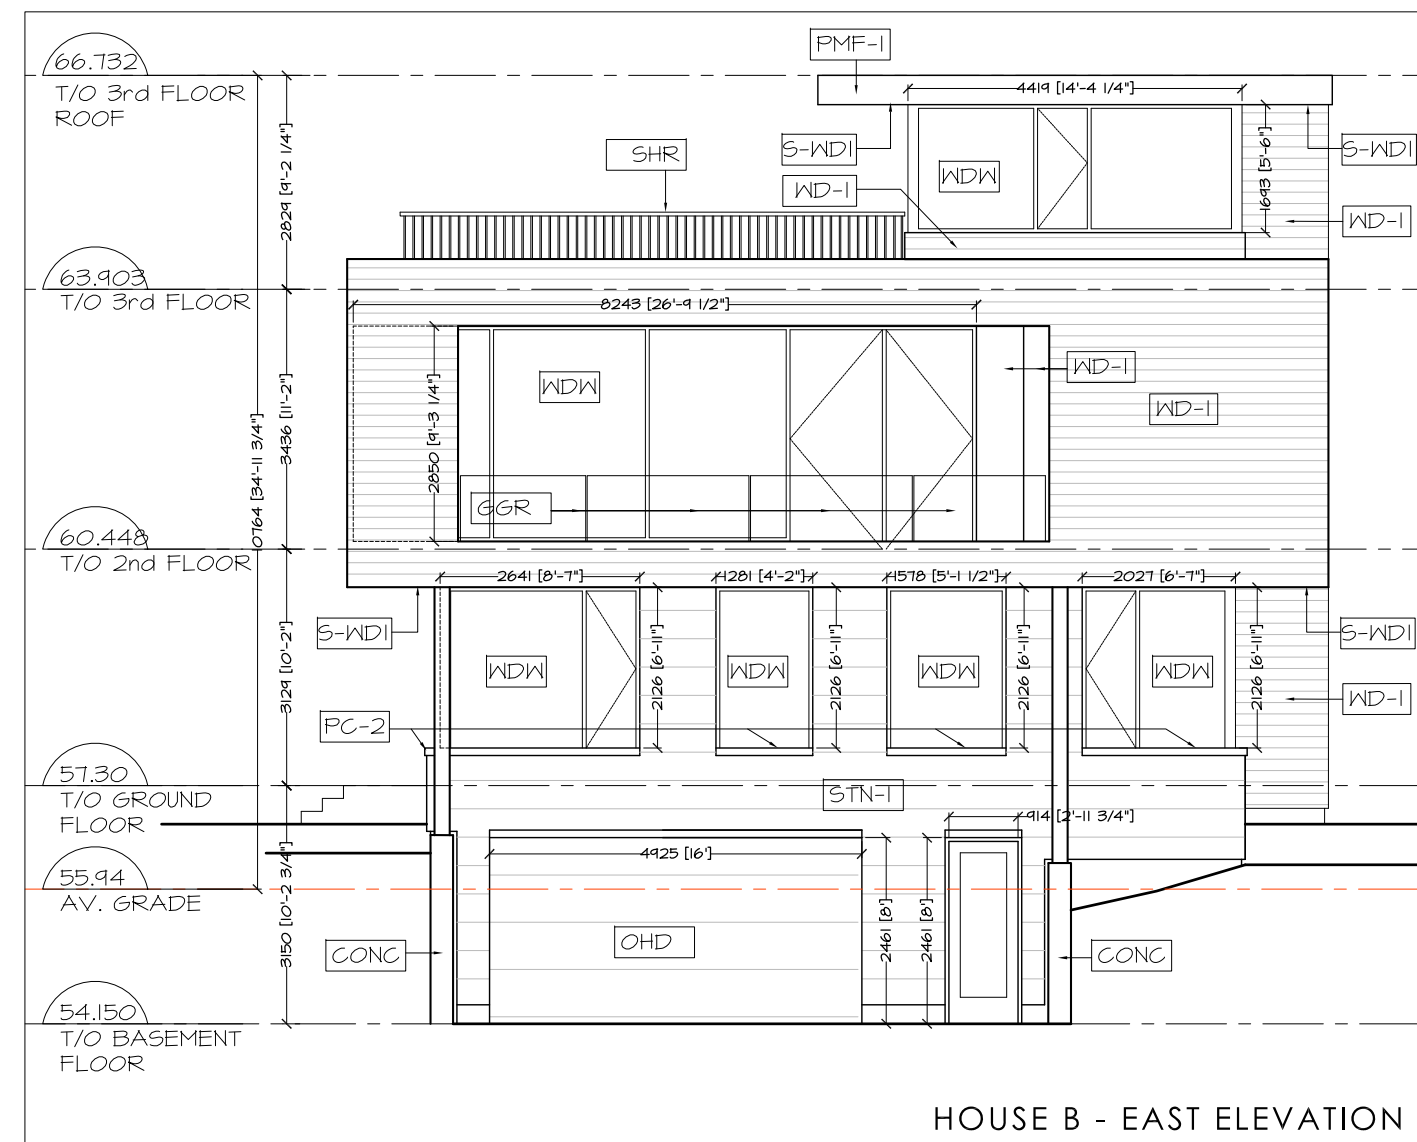 66.732
T/O 3rd FLOOR
ROOF
PMF-1
4419 [14'-4 1/4"]
S-WD1
SHR
WDW
1693 [5'-6"]
S-WD1
WD-1
WD-1
2829 [9'-2 1/4"]
63.903
T/O 3rd FLOOR
8243 [26'-9 1/2"]
WDW
WD-1
WD-1
2850 [9'-3 1/4"]
3436 [11'-2"]
10764 [34'-11 3/4"]
GGR
60.448
T/O 2nd FLOOR
2641 [8'-7"]
1281 [4'-2"]
1578 [5'-1 1/2"]
2027 [6'-7"]
S-WD1
S-WD1
WDW
2126 [6'-11"]
WDW
2126 [6'-11"]
WDW
2126 [6'-11"]
WDW
2126 [6'-11"]
WD-1
3129 [10'-2"]
PC-2
57.30
T/O GROUND
FLOOR
STN-1
914 [2'-11 3/4"]
4925 [16']
55.94
AV. GRADE
3150 [10'-2 3/4"]
CONC
OHD
2461 [8']
2461 [8']
CONC
54.150
T/O BASEMENT
FLOOR
HOUSE B - EAST ELEVATION